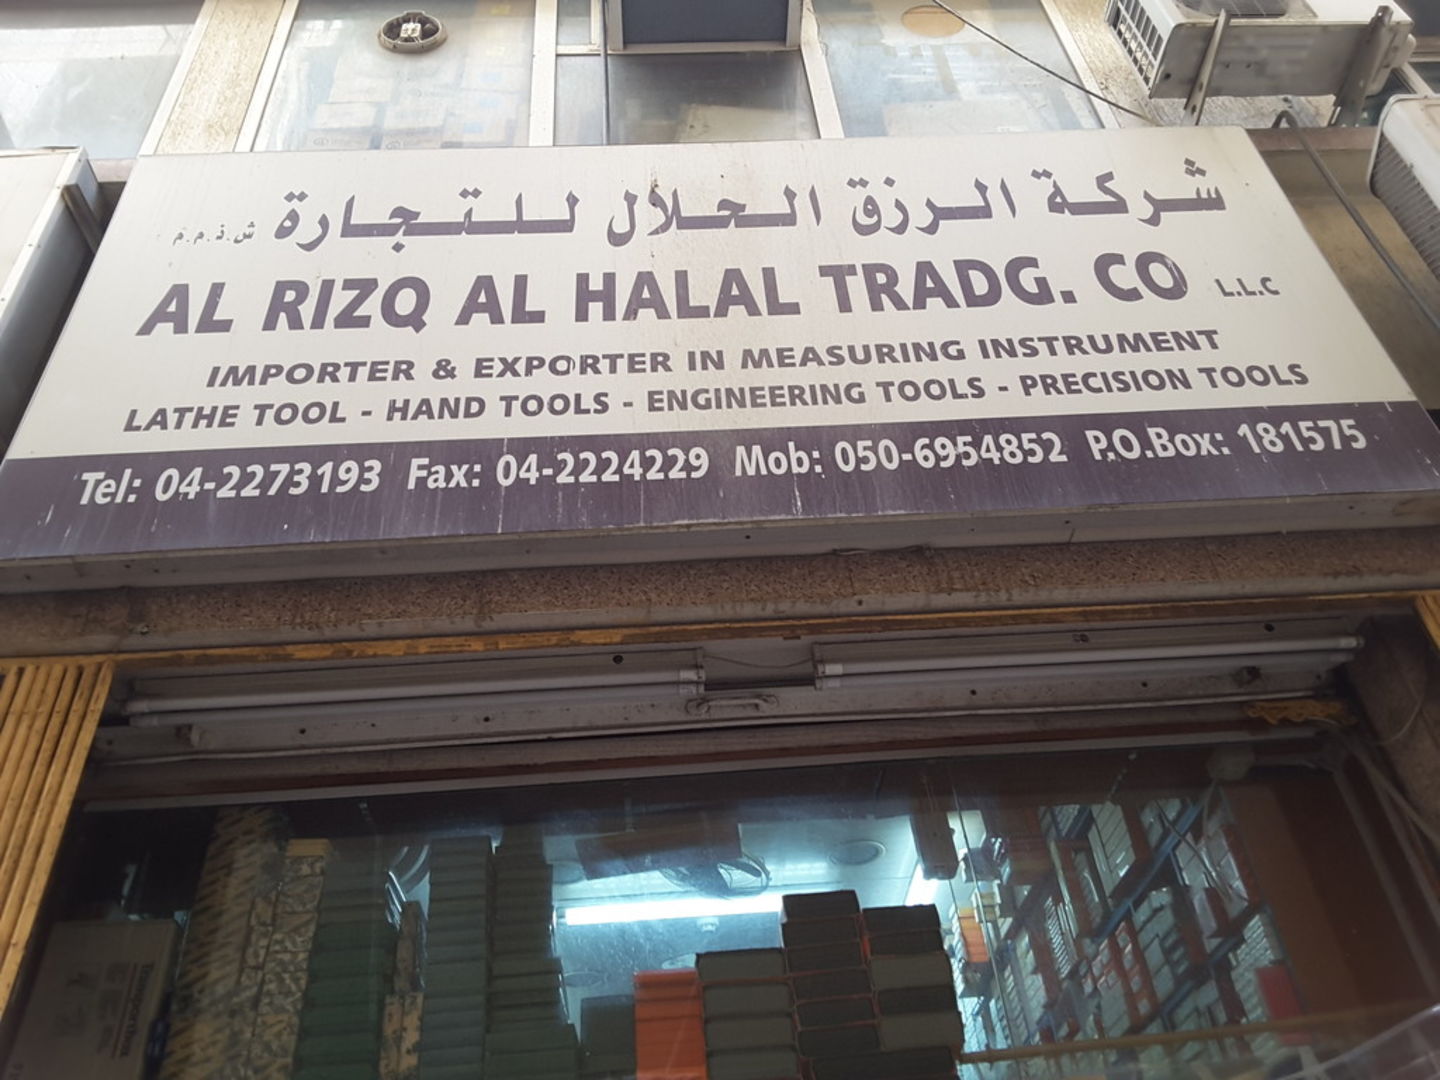 شركة الرزق الحلال للتجارة ش.ذ.م.م
AL RIZQ AL HALAL TRADG. CO L.L.C
IMPORTER & EXPORTER IN MEASURING INSTRUMENT
LATHE TOOL - HAND TOOLS - ENGINEERING TOOLS - PRECISION TOOLS
Tel: 04-2273193 Fax: 04-2224229 Mob: 050-6954852 P.O.Box: 181575